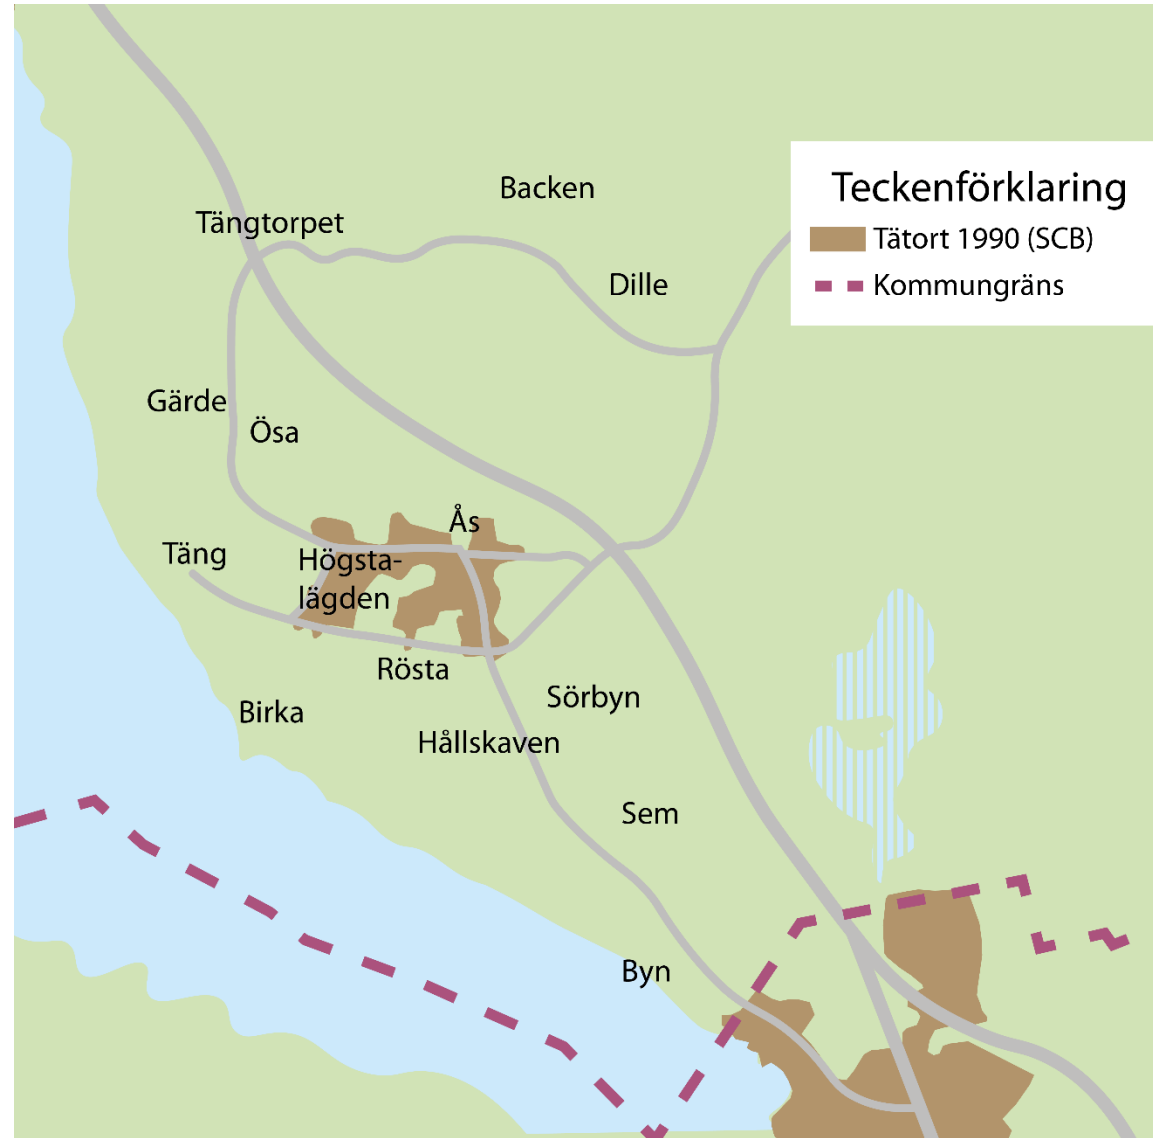 Backen
Teckenförklaring
Tängtorpet
Tätort 1990 (SCB)
Dille
Kommungräns
Gärde
Ösa
Ås
Täng
Högsta-
lägden
Rösta
Sörbyn
Birka
Hållskaven
Sem
Byn